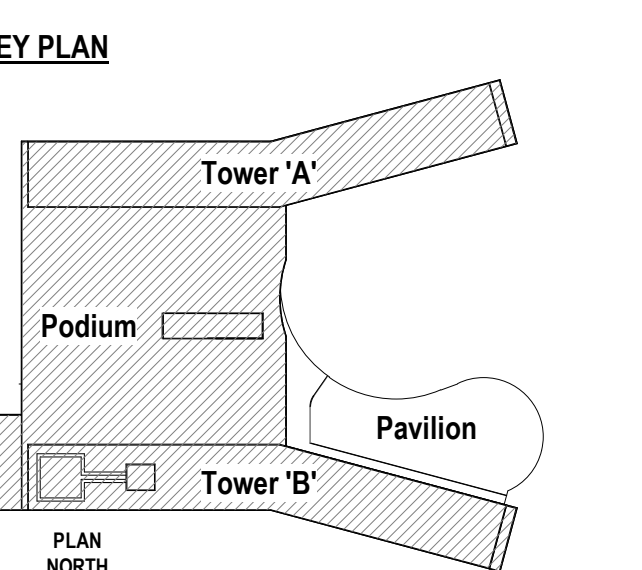 EY PLAN
Tower 'A'
Podium
Pavilion
Tower 'B'
PLAN
NORTH